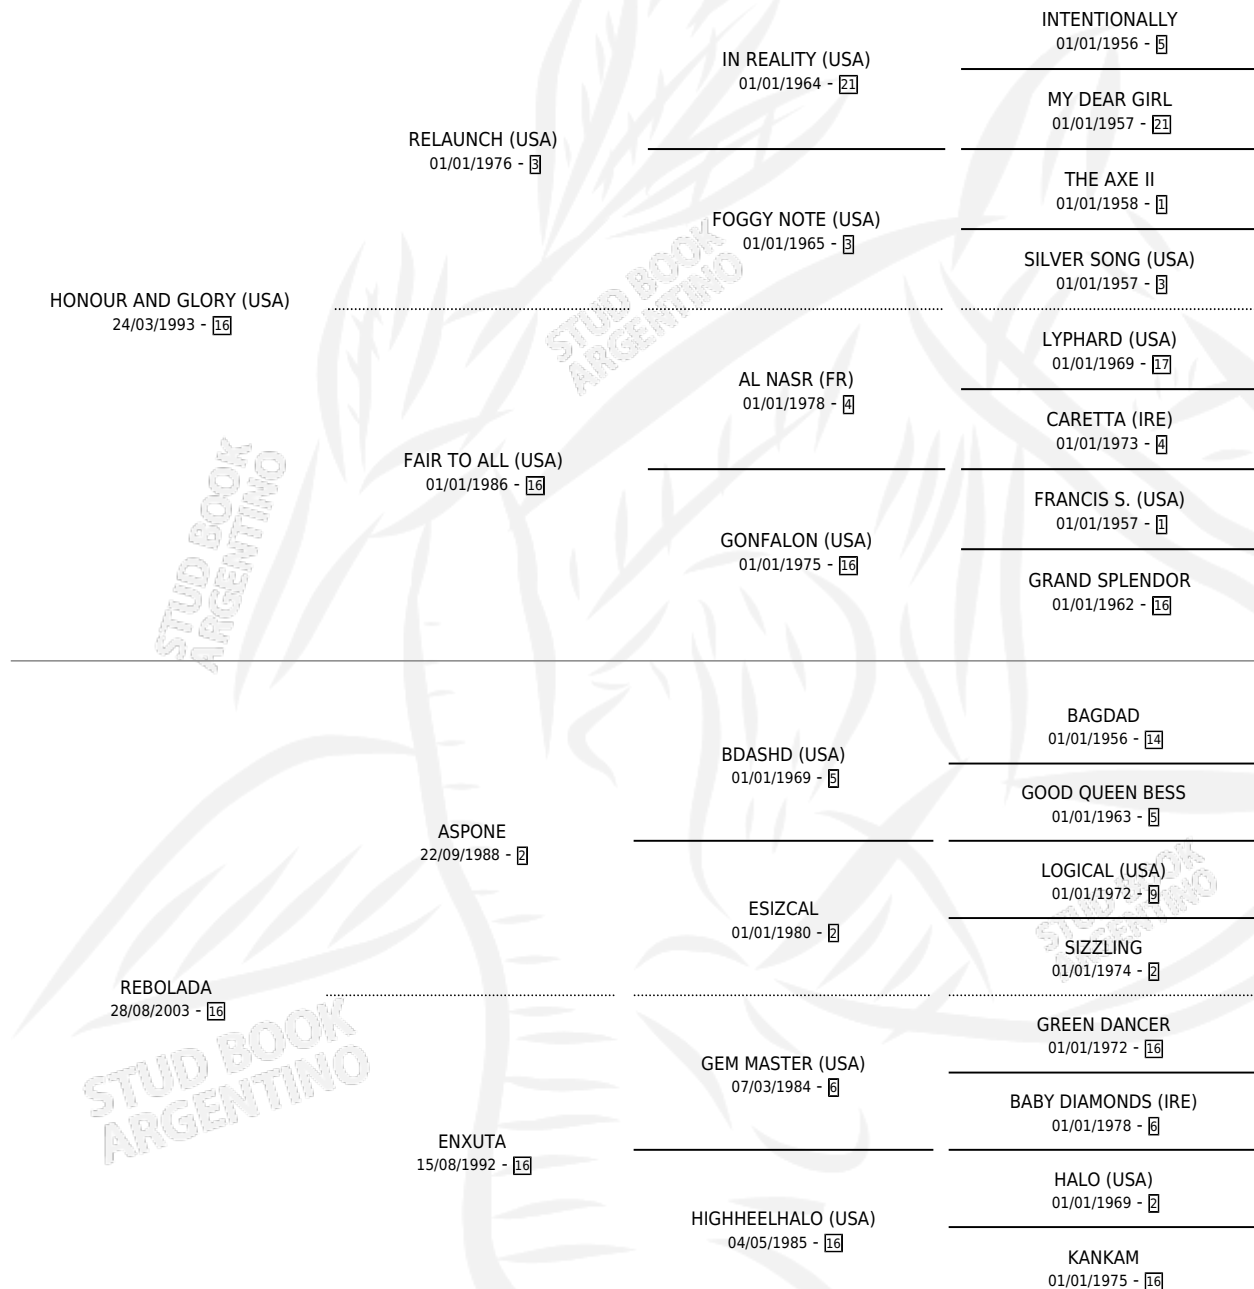 INTENTIONALLY
01/01/1956 - 5
IN REALITY (USA)
01/01/1964 - 21
MY DEAR GIRL
01/01/1957 - 21
RELAUNCH (USA)
01/01/1976 - 3
THE AXE II
01/01/1958 - 1
FOGGY NOTE (USA)
01/01/1965 - 3
SILVER SONG (USA)
01/01/1957 - 3
HONOUR AND GLORY (USA)
24/03/1993 - 16
LYPHARD (USA)
01/01/1969 - 17
AL NASR (FR)
01/01/1978 - 4
CARETTA (IRE)
01/01/1973 - 4
FAIR TO ALL (USA)
01/01/1986 - 16
FRANCIS S. (USA)
01/01/1957 - 1
GONFALON (USA)
01/01/1975 - 16
GRAND SPLENDOR
01/01/1962 - 16
BAGDAD
01/01/1956 - 14
BDASHD (USA)
01/01/1969 - 5
GOOD QUEEN BESS
01/01/1963 - 5
ASPONE
22/09/1988 - 2
LOGICAL (USA)
01/01/1972 - 9
ESIZCAL
01/01/1980 - 2
SIZZLING
01/01/1974 - 2
REBOLADA
28/08/2003 - 16
GREEN DANCER
01/01/1972 - 16
GEM MASTER (USA)
07/03/1984 - 6
BABY DIAMONDS (IRE)
01/01/1978 - 6
ENXUTA
15/08/1992 - 16
HALO (USA)
01/01/1969 - 2
HIGHHEELHALO (USA)
04/05/1985 - 16
KANKAM
01/01/1975 - 16
STUD BOOK
ARGENTINO
STUD BOOK
ARGENTINO
STUD BOOK
ARGENTINO
STUD BOOK
ARGENTINO